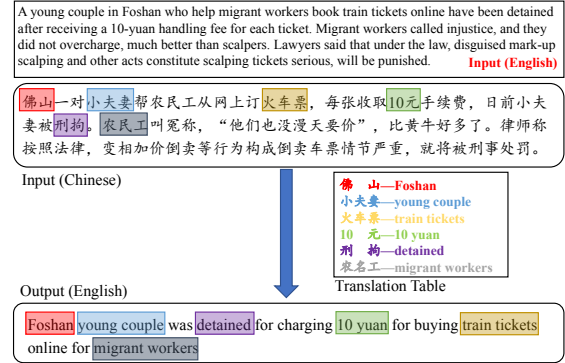 A young couple in Foshan who help migrant workers book train tickets online have been detained
after receiving a 10-yuan handling fee for each ticket. Migrant workers called injustice, and they
did not overcharge, much better than scalpers. Lawyers said that under the law, disguised mark-up
scalping and other acts constitute scalping tickets serious, will be punished.
Input (English)
佛山一对小夫妻帮农民工从网上订火车票，每张收取10元手续费，日前小夫
妻被刑拘。农民工叫冤称，“他们也没漫天要价”，比黄牛好多了。律师称
按照法律，变相加价倒卖等行为构成倒卖车票情节严重，就将被刑事处罚。
Input (Chinese)
佛 山—Foshan
小夫妻—young couple
火车票—train tickets
10 元—10 yuan
刑 拘—detained
农名工—migrant workers
Translation Table
Output (English)
Foshan young couple was detained for charging 10 yuan for buying train tickets
online for migrant workers